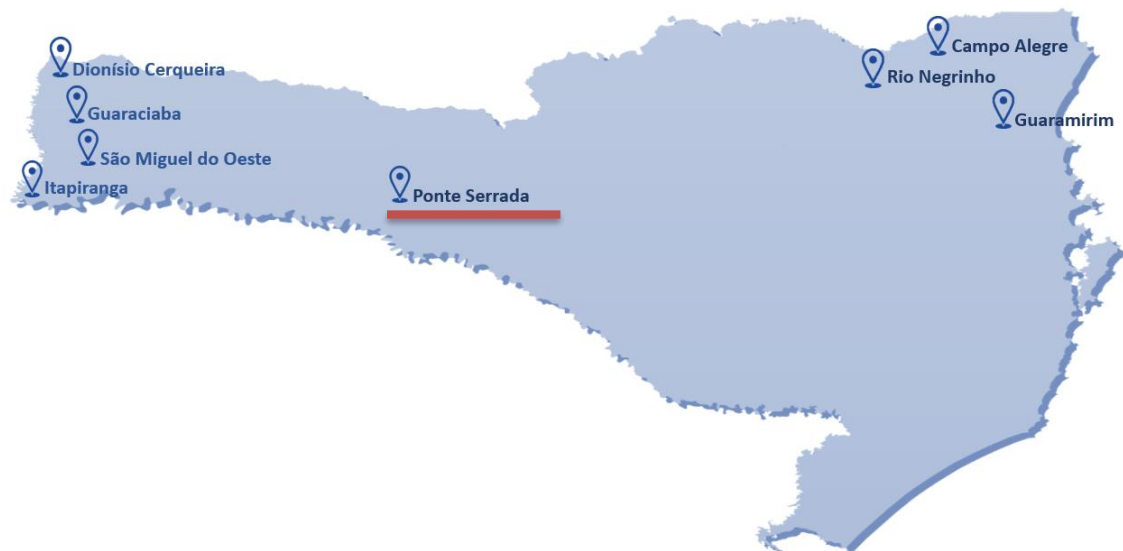 Campo Alegre
Dionísio Cerqueira
Rio Negrinho
Guaraciaba
Guaramirim
São Miguel do Oeste
Itapiranga
Ponte Serrada